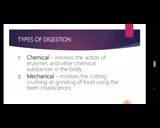 TYPES OF DIGESTION
1. Chemical – involves the action of
enzymes and other chemical
substances in the body
2. Mechanical – involves the cutting,
crushing or grinding of food using the
teeth (mastication)